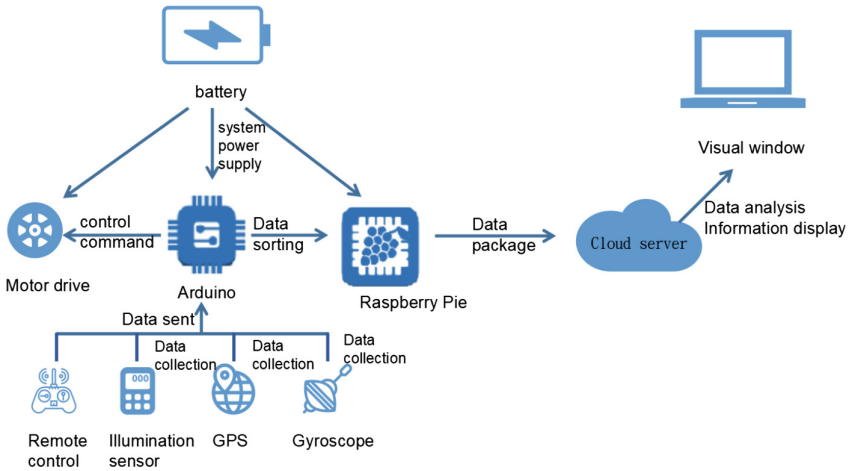 battery
system
power
supply
Visual window
control
command
Data
sorting
Data
package
Cloud server
Data analysis
Information display
Motor drive
Arduino
Raspberry Pie
Data sent
Data
collection
Data
collection
Data
collection
000
Remote
control
Illumination
sensor
GPS
Gyroscope